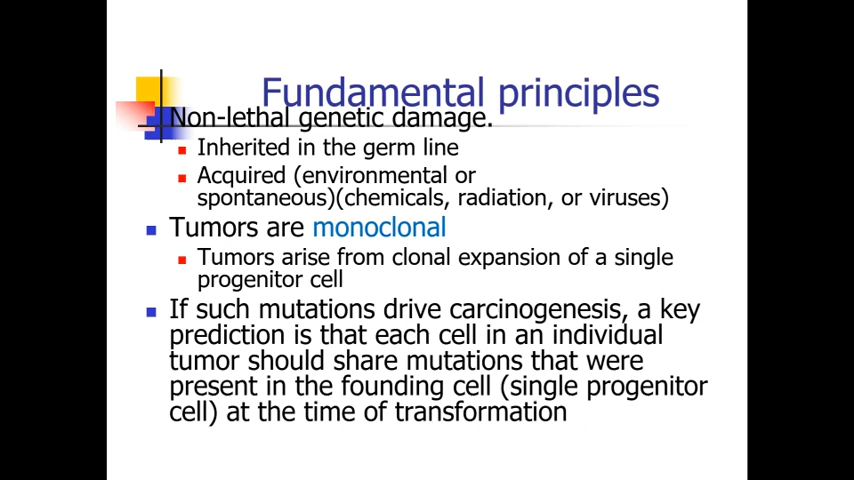 Fundamental principles
Non-lethal genetic damage.
Inherited in the germ line
Acquired (environmental or
spontaneous)(chemicals, radiation, or viruses)
Tumors are monoclonal
Tumors arise from clonal expansion of a single
progenitor cell
If such mutations drive carcinogenesis, a key
prediction is that each cell in an individual
tumor should share mutations that were
present in the founding cell (single progenitor
cell) at the time of transformation